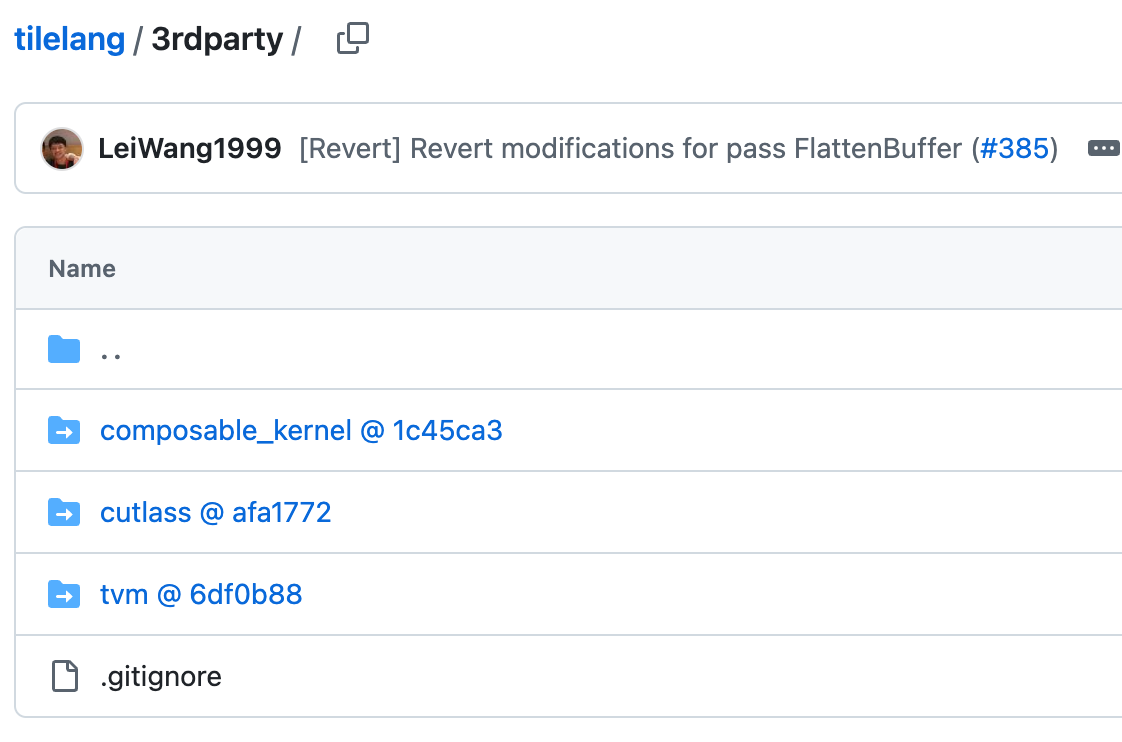 tilelang / 3rdparty /
LeiWang1999 [Revert] Revert modifications for pass FlattenBuffer (#385)
Name
..
composable_kernel @ 1c45ca3
cutlass @ afa1772
tvm @ 6df0b88
.gitignore